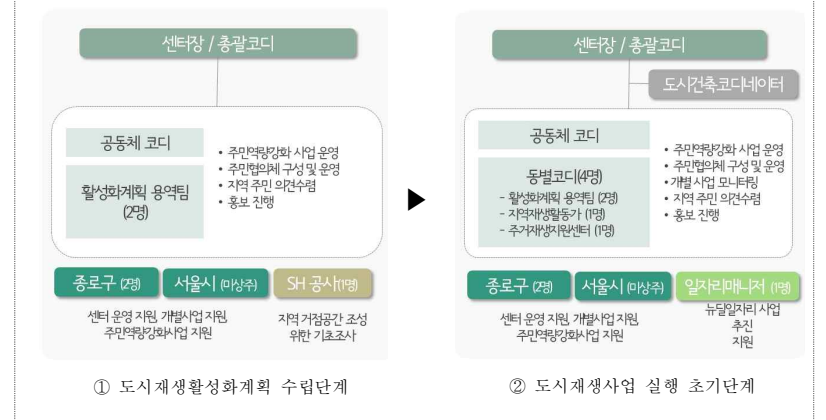 센터장 / 총괄코디
공동체 코디
활성화계획 용역팀
(2명)
• 주민역량강화 사업 운영
• 주민협의체 구성 및 운영
• 지역 주민 의견수렴
• 홍보 진행
종로구 (2명)
서울시 (미상주)
SH 공사(1명)
센터 운영 지원, 개별사업 지원,
주민역량강화사업 지원
지역 거점공간 조성
위한 기초조사
① 도시재생활성화계획 수립단계
센터장 / 총괄코디
도시건축코디네이터
공동체 코디
동별코디(4명)
- 활성화계획 용역팀 (2명)
- 지역재생활동가 (1명)
- 주거재생지원센터 (1명)
• 주민역량강화 사업 운영
• 주민협의체 구성 및 운영
•개별 사업 모니터링
• 지역 주민 의견수렴
• 홍보 진행
종로구 (2명)
서울시 (미상주)
일자리매니저 (1명)
센터 운영 지원, 개별사업 지원,
주민역량강화사업 지원
뉴딜일자리 사업
추진
지원
② 도시재생사업 실행 초기단계